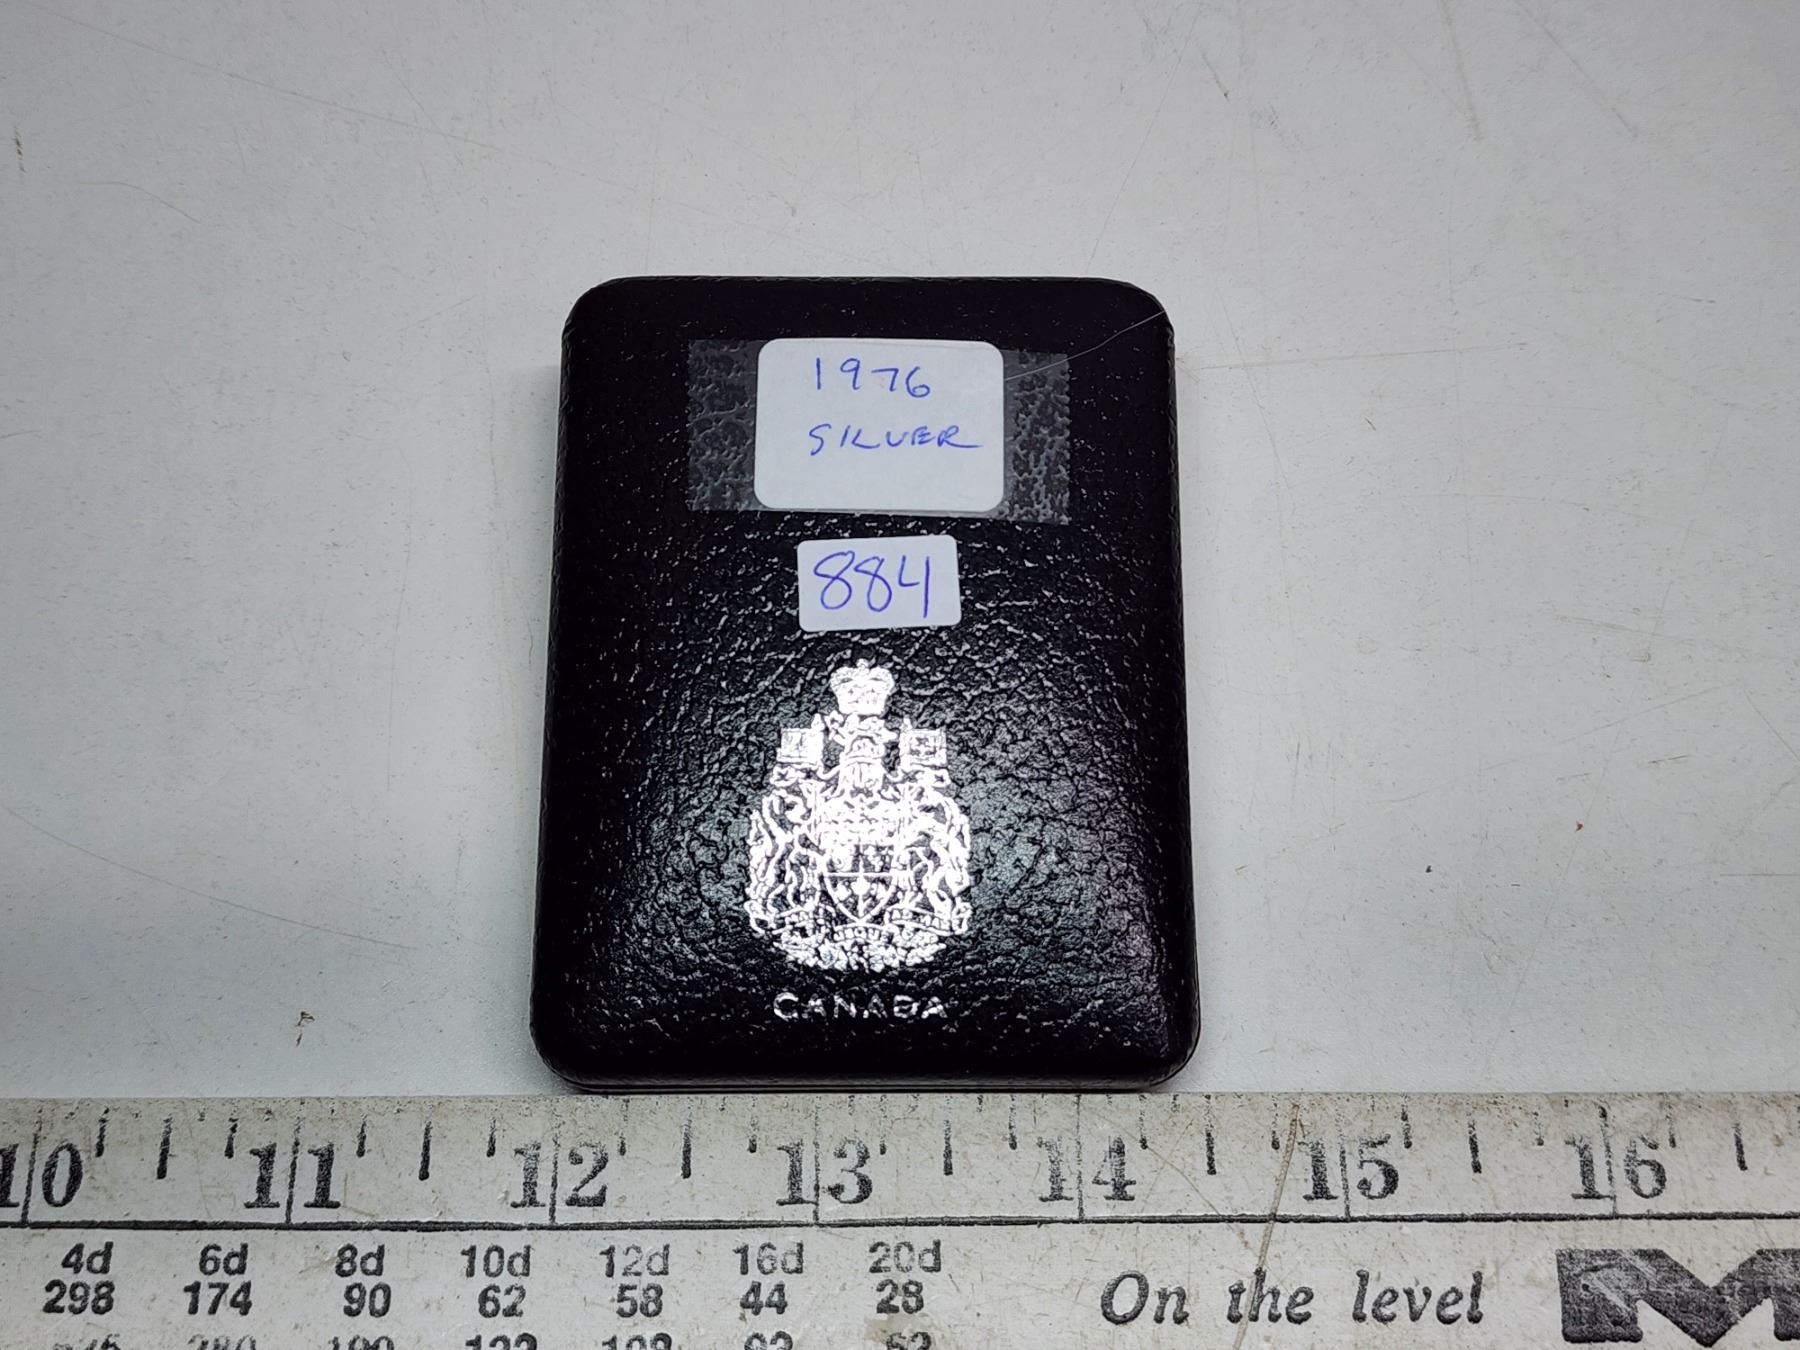 1976
SILVER
884
CANADA
10 11 12 13 14 15 16
4d 6d 8d 10d 12d 16d 20d
298 174 90 62 58 44 28
On the level